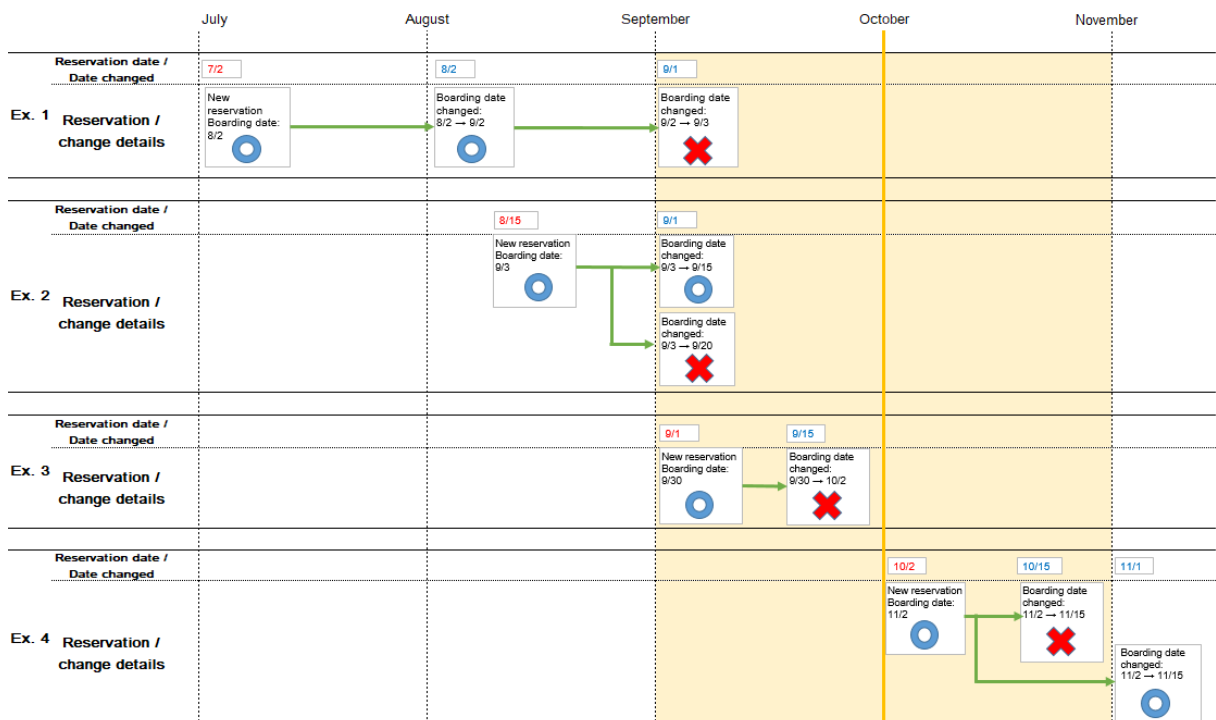 July
August
September
October
November
Reservation date /
Date changed
7/2
8/2
9/1
Ex. 1
Reservation /
change details
New
reservation
Boarding date:
8/2
Boarding date
changed:
8/2 → 9/2
Boarding date
changed:
9/2 → 9/3
Reservation date /
Date changed
8/15
9/1
Ex. 2
Reservation /
change details
New reservation
Boarding date:
9/3
Boarding date
changed:
9/3 → 9/15
Boarding date
changed:
9/3 → 9/20
Reservation date /
Date changed
9/1
9/15
Ex. 3
Reservation /
change details
New reservation
Boarding date:
9/30
Boarding date
changed:
9/30 → 10/2
Reservation date /
Date changed
10/2
10/15
11/1
Ex. 4
Reservation /
change details
New reservation
Boarding date:
11/2
Boarding date
changed:
11/2 → 11/15
Boarding date
changed:
11/2 → 11/15